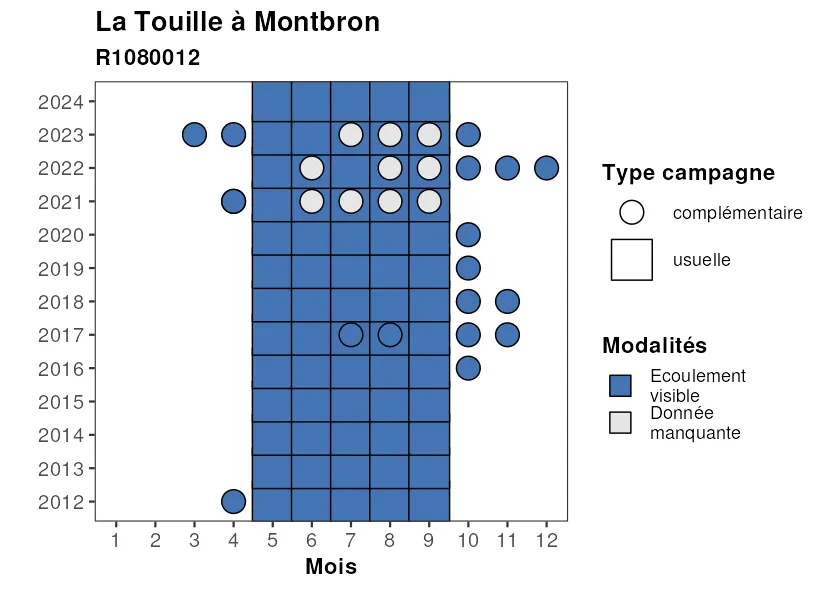 La Touille à Montbron
R1080012
2024
2023
2022
2021
2020
2019
2018
2017
2016
2015
2014
2013
2012
1 2 3 4 5 6 7 8 9 10 11 12
Mois
Type campagne
complémentaire
usuelle
Modalités
Ecoulement
visible
Donnée
manquante